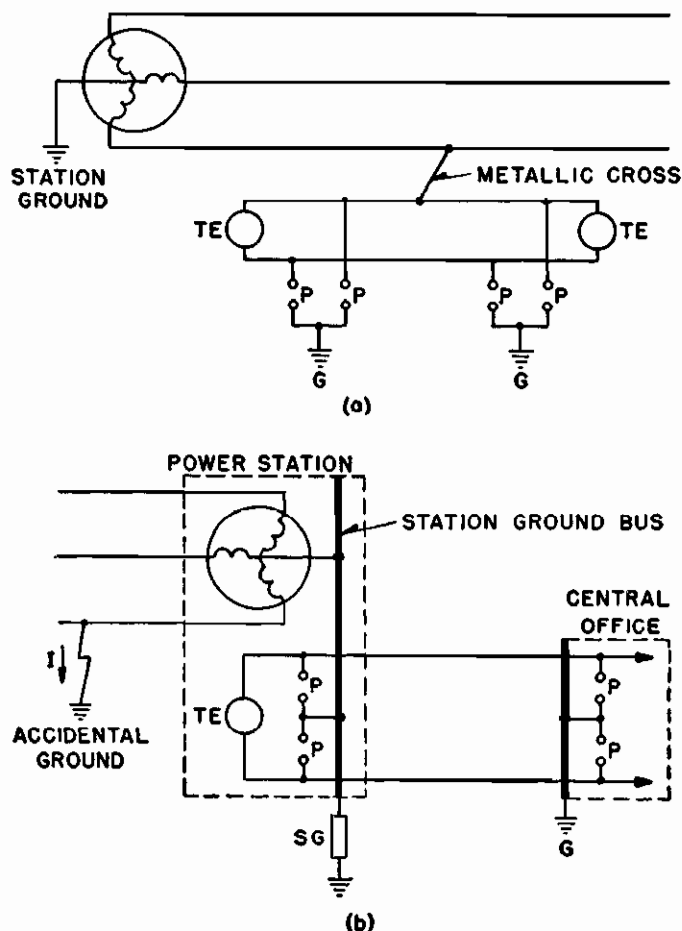 STATION
GROUND
METALLIC CROSS
TE
TE
P
P
P
P
G
G
(a)
POWER STATION
STATION GROUND BUS
CENTRAL
OFFICE
I
P
P
TE
P
P
ACCIDENTAL
GROUND
SG
G
(b)